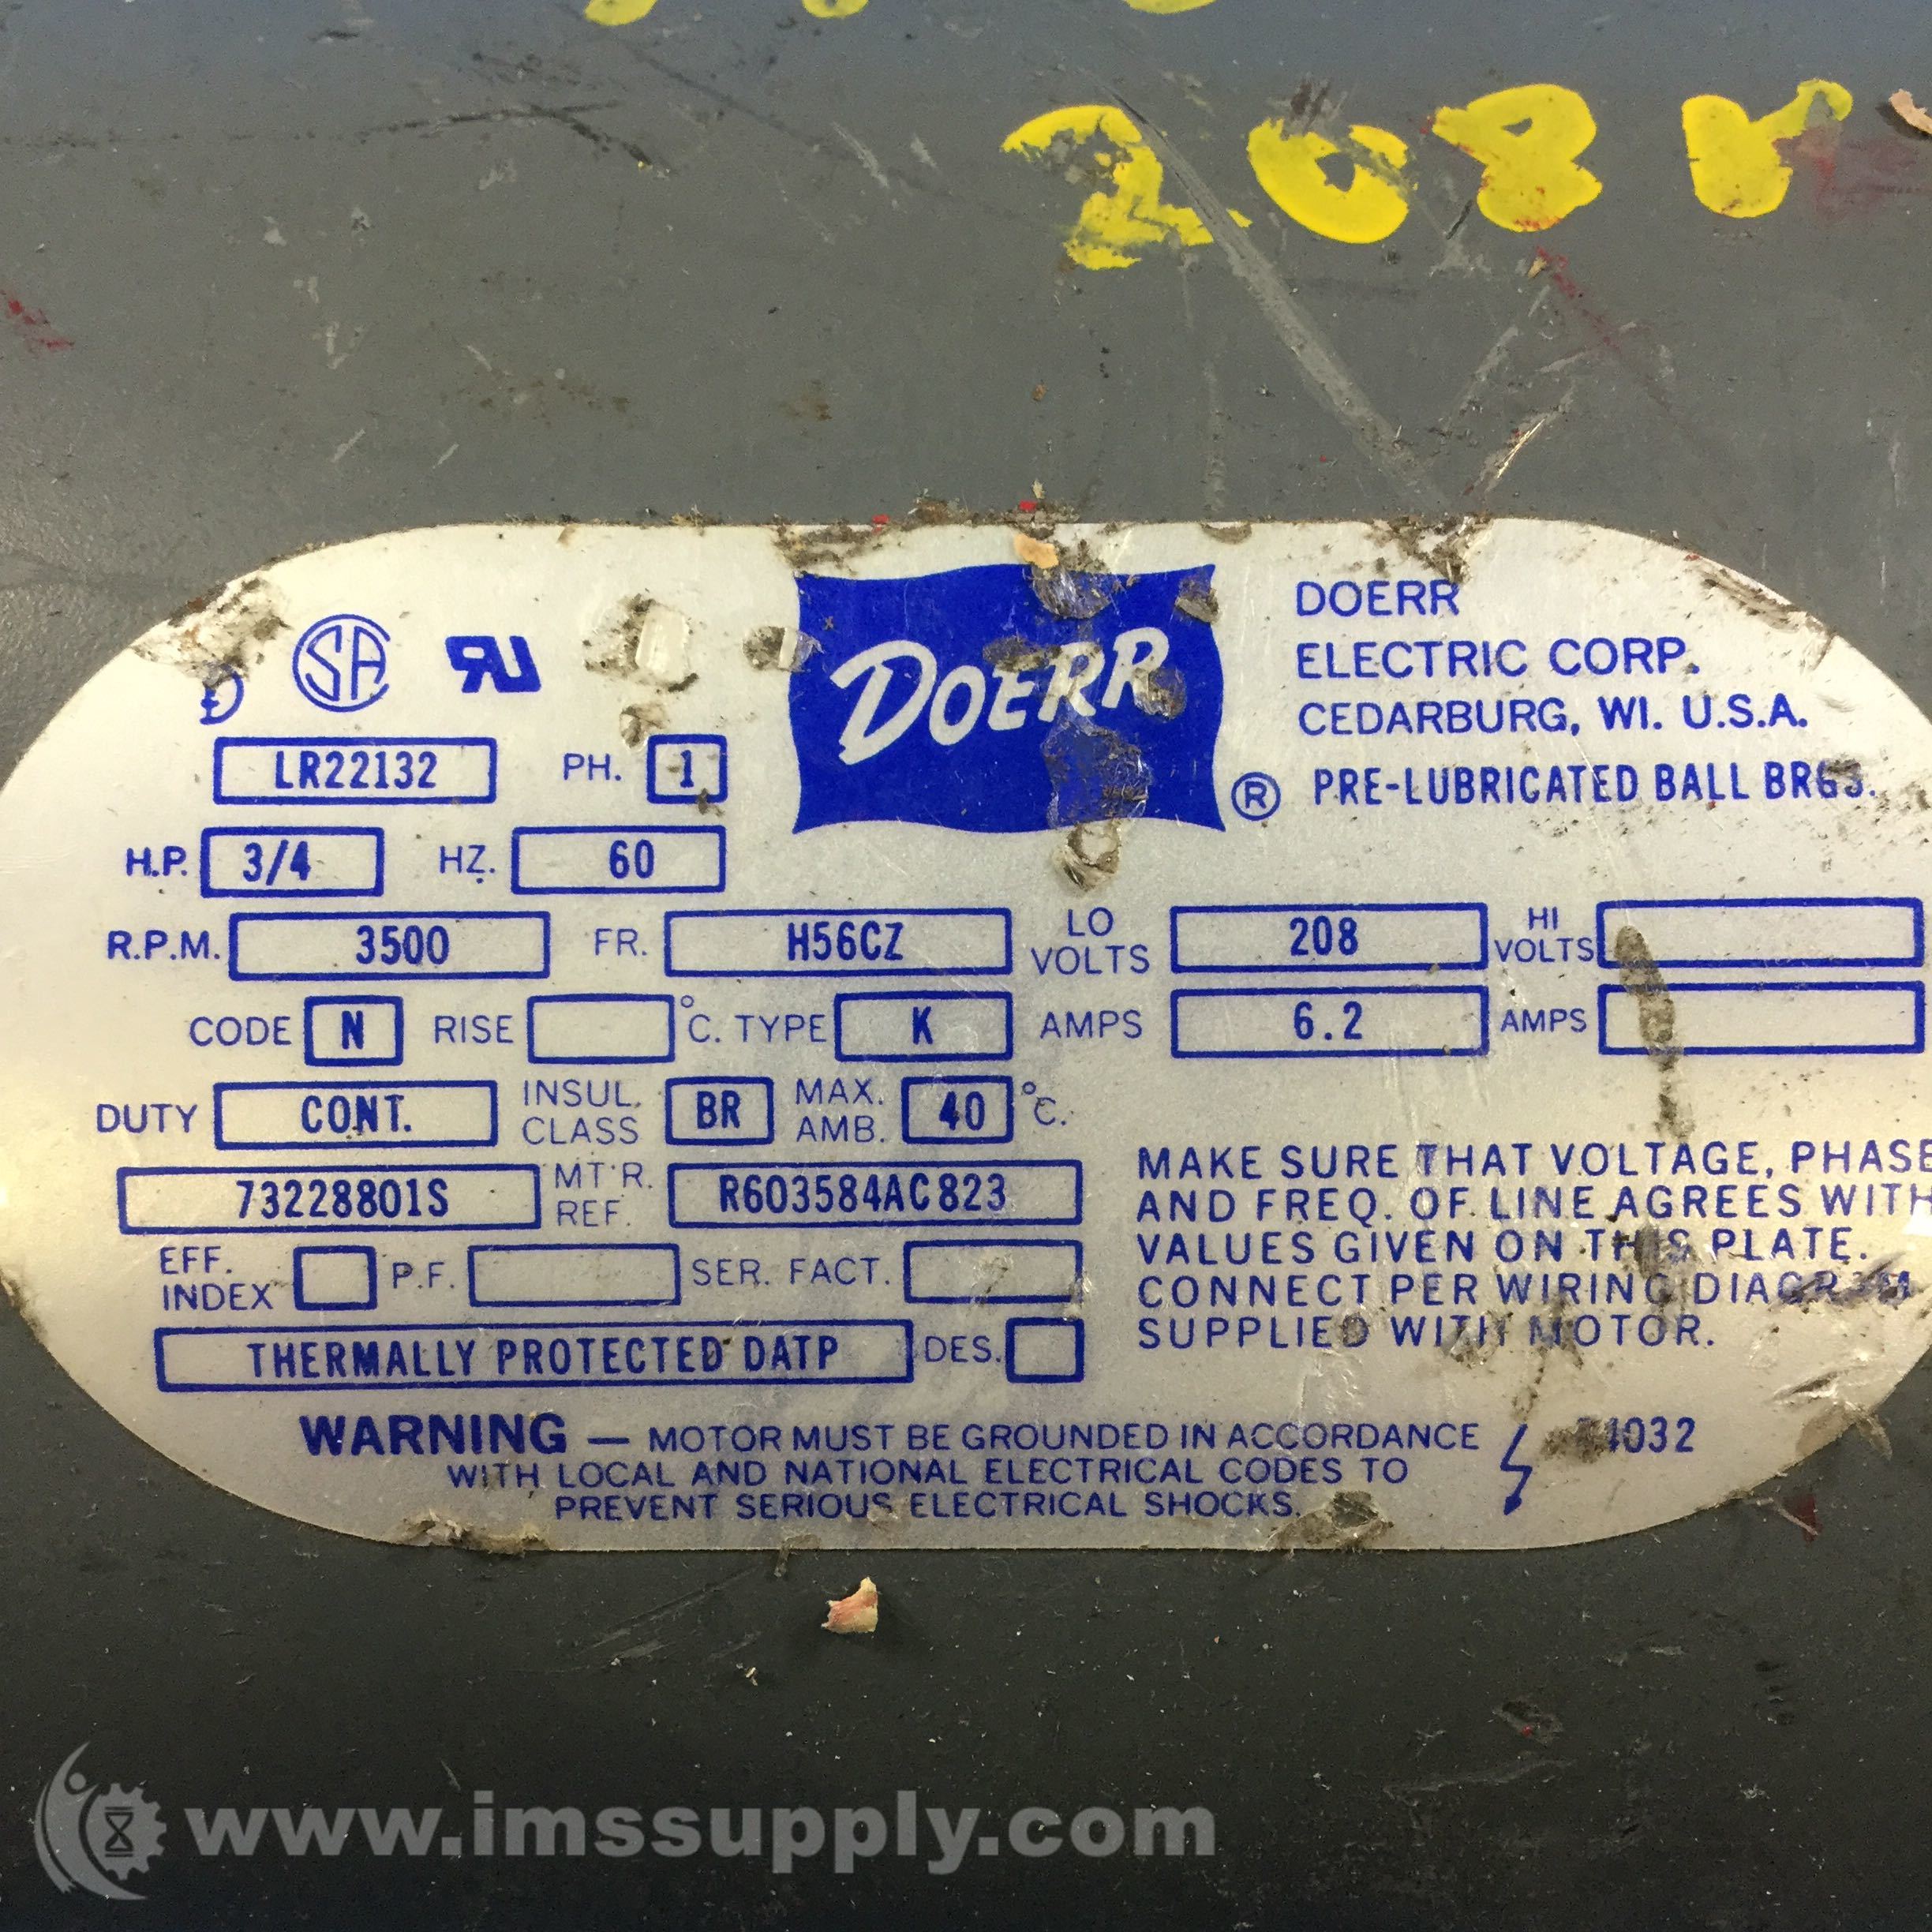 208V
SA
DOERR
DOERR
ELECTRIC CORP.
CEDARBURG, WI. U.S.A.
PRE-LUBRICATED BALL BRGS.
LR22132 PH. 1
H.P. 3/4 HZ. 60
R.P.M. 3500 FR. H56CZ LO VOLTS 208 HI VOLTS
CODE N RISE °C. TYPE K AMPS 6.2 AMPS
DUTY CONT. INSUL. CLASS BR MAX. AMB. 40 °C.
73228801S MT'R. REF. R603584AC823
EFF. INDEX P.F. SER. FACT.
THERMALLY PROTECTED DATP DES.
MAKE SURE THAT VOLTAGE, PHASE
AND FREQ. OF LINE AGREES WITH
VALUES GIVEN ON THIS PLATE.
CONNECT PER WIRING DIAGRAM
SUPPLIED WITH MOTOR.
WARNING — MOTOR MUST BE GROUNDED IN ACCORDANCE
WITH LOCAL AND NATIONAL ELECTRICAL CODES TO
PREVENT SERIOUS ELECTRICAL SHOCKS.
www.imssupply.com